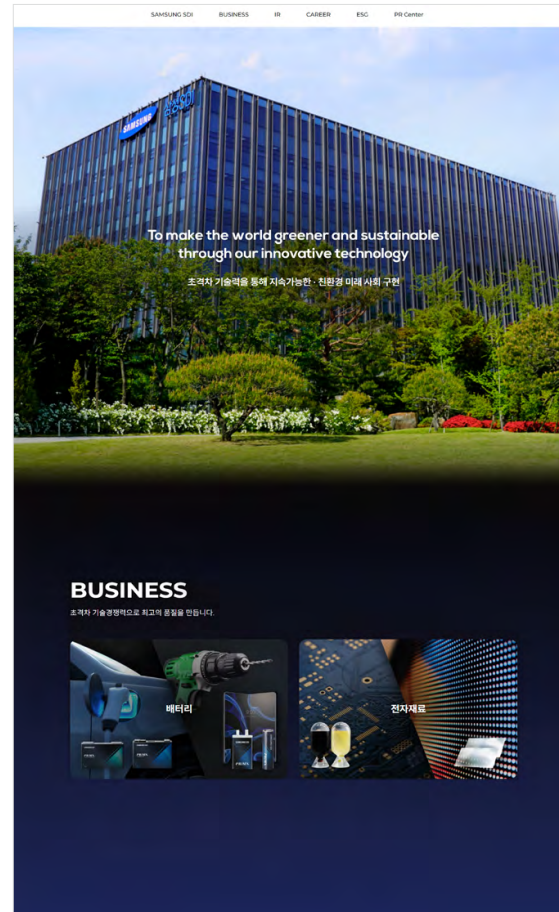 SAMSUNG SDI BUSINESS IR CAREER ESG PR Center
SAMSUNG
To make the world greener and sustainable
through our innovative technology
초격차 기술력을 통해 지속가능한 · 친환경 미래 사회 구현
BUSINESS
초격차 기술경쟁력으로 최고의 품질을 만듭니다.
배터리
전자재료